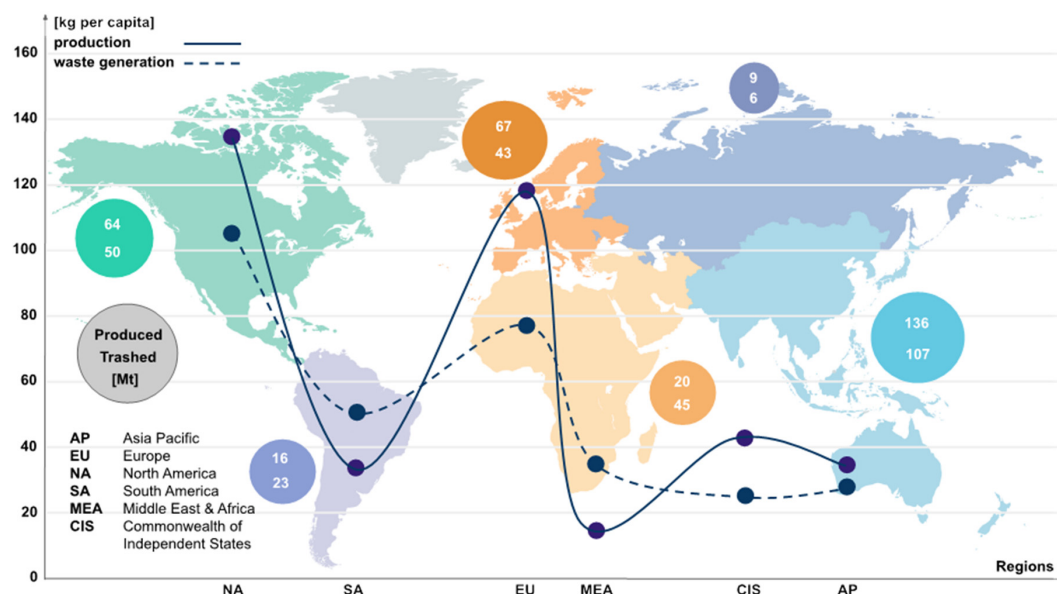 [kg per capita]
production
waste generation
160
140
120
100
80
60
40
20
0
64
50
Produced
Trashed
[Mt]
16
23
67
43
9
6
20
45
136
107
AP Asia Pacific
EU Europe
NA North America
SA South America
MEA Middle East & Africa
CIS Commonwealth of
Independent States
Regions
NA SA EU MEA CIS AP